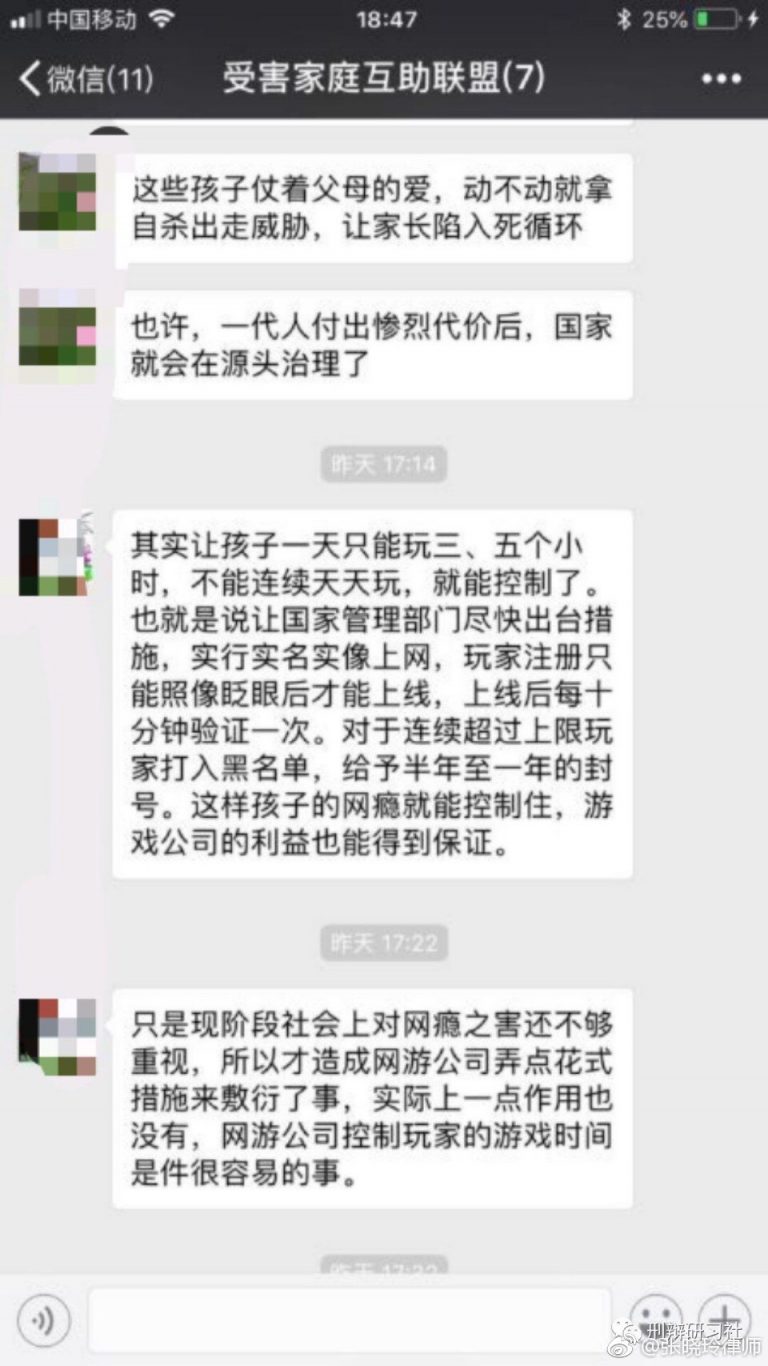 中国移动
18:47
25%
微信(11)
受害家庭互助联盟(7)
这些孩子仗着父母的爱，动不动就拿
自杀出走威胁，让家长陷入死循环
也许，一代人付出惨烈代价后，国家
就会在源头治理了
昨天 17:14
其实让孩子一天只能玩三、五个小
时，不能连续天天玩，就能控制了。
也就是说让国家管理部门尽快出台措
施，实行实名实像上网，玩家注册只
能照像眨眼后才能上线，上线后每十
分钟验证一次。对于连续超过上限玩
家打入黑名单，给予半年至一年的封
号。这样孩子的网瘾就能控制住，游
戏公司的利益也能得到保证。
昨天 17:22
只是现阶段社会上对网瘾之害还不够
重视，所以才造成网游公司弄点花式
措施来敷衍了事，实际上一点作用也
没有，网游公司控制玩家的游戏时间
是件很容易的事。
刑辩研习社
@张晓玲律师